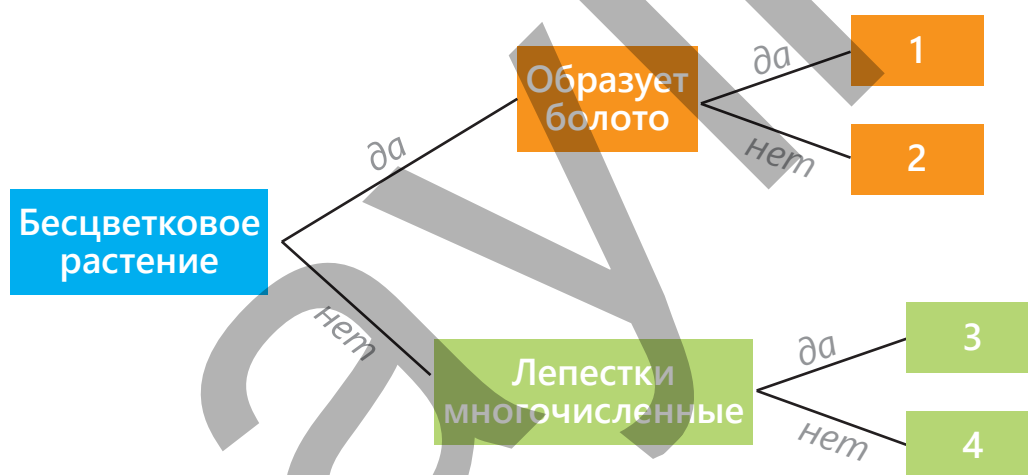 Бесцветковое
растение
да
нет
Образует
болото
да
нет
1
2
Лепестки
многочисленные
да
нет
3
4